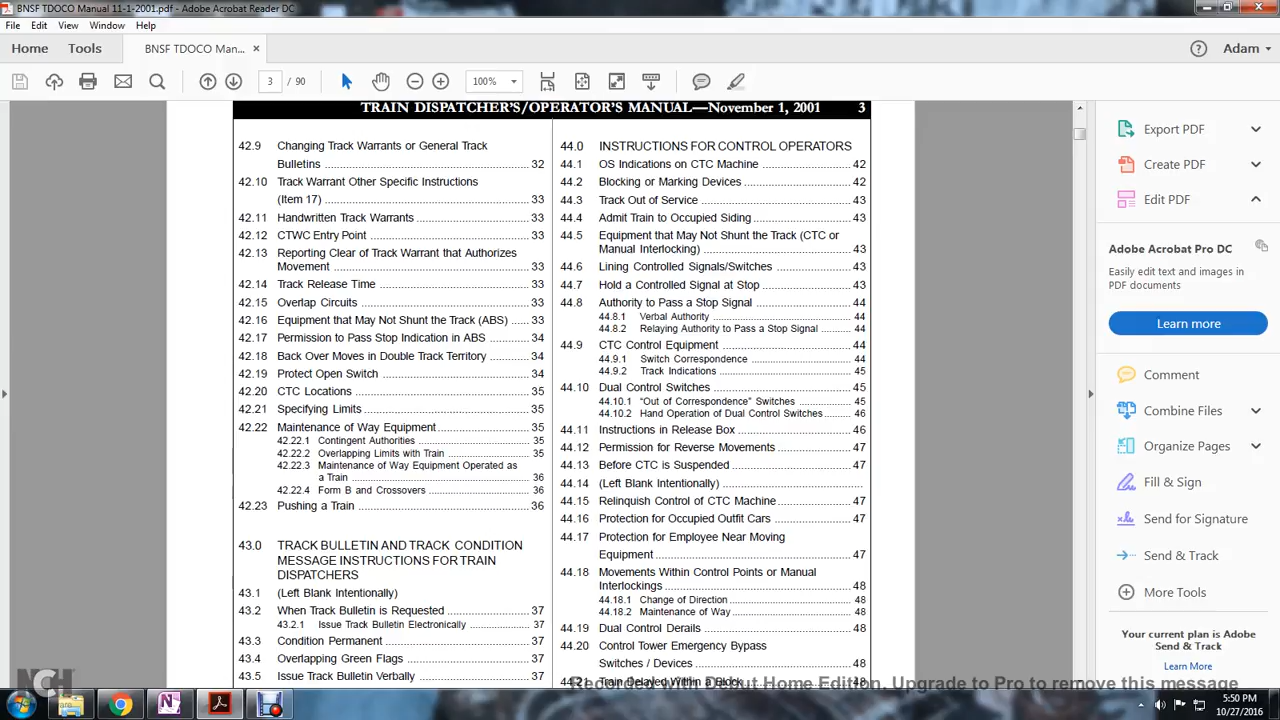 BNSF TDOCO Manual 11-1-2001.pdf - Adobe Acrobat Reader DC
File Edit View Window Help
Home Tools BNSF TDOCO Man... × Adam
3 / 90 100%
TRAIN DISPATCHER'S/OPERATOR'S MANUAL—November 1, 2001 3
42.9 Changing Track Warrants or General Track
Bulletins 32
42.10 Track Warrant Other Specific Instructions
(Item 17) 33
42.11 Handwritten Track Warrants 33
42.12 CTWC Entry Point 33
42.13 Reporting Clear of Track Warrant that Authorizes
Movement 33
42.14 Track Release Time 33
42.15 Overlap Circuits 33
42.16 Equipment that May Not Shunt the Track (ABS) 33
42.17 Permission to Pass Stop Indication in ABS 34
42.18 Back Over Moves in Double Track Territory 34
42.19 Protect Open Switch 34
42.20 CTC Locations 35
42.21 Specifying Limits 35
42.22 Maintenance of Way Equipment 35
42.22.1 Contingent Authorities 35
42.22.2 Overlapping Limits with Train 35
42.22.3 Maintenance of Way Equipment Operated as
a Train 36
42.22.4 Form B and Crossovers 36
42.23 Pushing a Train 36
43.0 TRACK BULLETIN AND TRACK CONDITION
MESSAGE INSTRUCTIONS FOR TRAIN
DISPATCHERS
43.1 (Left Blank Intentionally)
43.2 When Track Bulletin is Requested 37
43.2.1 Issue Track Bulletin Electronically 37
43.3 Condition Permanent 37
43.4 Overlapping Green Flags 37
43.5 Issue Track Bulletin Verbally 37
44.0 INSTRUCTIONS FOR CONTROL OPERATORS
44.1 OS Indications on CTC Machine 42
44.2 Blocking or Marking Devices 42
44.3 Track Out of Service 43
44.4 Admit Train to Occupied Siding 43
44.5 Equipment that May Not Shunt the Track (CTC or
Manual Interlocking) 43
44.6 Lining Controlled Signals/Switches 43
44.7 Hold a Controlled Signal at Stop 43
44.8 Authority to Pass a Stop Signal 44
44.8.1 Verbal Authority 44
44.8.2 Relaying Authority to Pass a Stop Signal 44
44.9 CTC Control Equipment 44
44.9.1 Switch Correspondence 44
44.9.2 Track Indications 45
44.10 Dual Control Switches 45
44.10.1 “Out of Correspondence” Switches 45
44.10.2 Hand Operation of Dual Control Switches 46
44.11 Instructions in Release Box 46
44.12 Permission for Reverse Movements 47
44.13 Before CTC is Suspended 47
44.14 (Left Blank Intentionally)
44.15 Relinquish Control of CTC Machine 47
44.16 Protection for Occupied Outfit Cars 47
44.17 Protection for Employee Near Moving
Equipment 47
44.18 Movements Within Control Points or Manual
Interlockings 48
44.18.1 Change of Direction 48
44.18.2 Maintenance of Way 48
44.19 Dual Control Derails 48
44.20 Control Tower Emergency Bypass
Switches / Devices 48
44.21 Train Delayed Within a Block 48
Export PDF
Create PDF
Edit PDF
Adobe Acrobat Pro DC
Easily edit text and images in
PDF documents
Learn more
Comment
Combine Files
Organize Pages
Fill & Sign
Send for Signature
Send & Track
More Tools
Your current plan is Adobe
Send & Track
Learn More
NCH
Recorded with Debut Home Edition. Upgrade to Pro to remove this message
5:50 PM
10/27/2016